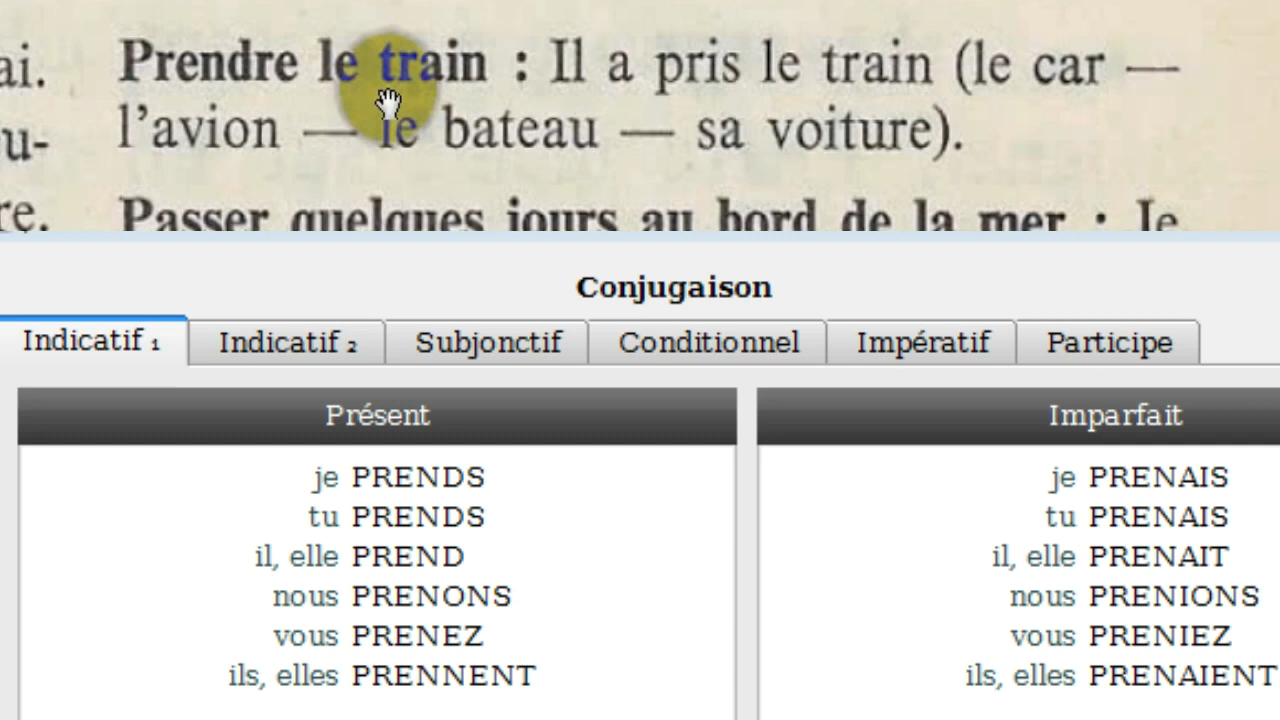 ai.
Prendre le train : Il a pris le train (le car —
u-
l'avion — le bateau — sa voiture).
re.
Passer quelques jours au bord de la mer : Je
Conjugaison
Indicatif ₁ Indicatif ₂ Subjonctif Conditionnel Impératif Participe
Présent
je PRENDS
tu PRENDS
il, elle PREND
nous PRENONS
vous PRENEZ
ils, elles PRENNENT
Imparfait
je PRENAIS
tu PRENAIS
il, elle PRENAIT
nous PRENIONS
vous PRENIEZ
ils, elles PRENAIENT